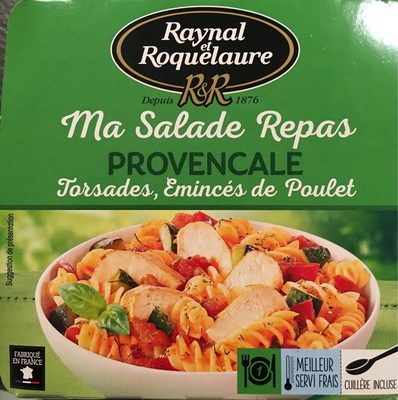 Raynal
et
Roquelaure
R&R
Depuis 1876
Ma Salade Repas
PROVENCALE
Torsades, Emincés de Poulet
Suggestion de présentation
FABRIQUÉ
EN FRANCE
1
MEILLEUR
SERVI FRAIS
CUILLÈRE INCLUSE